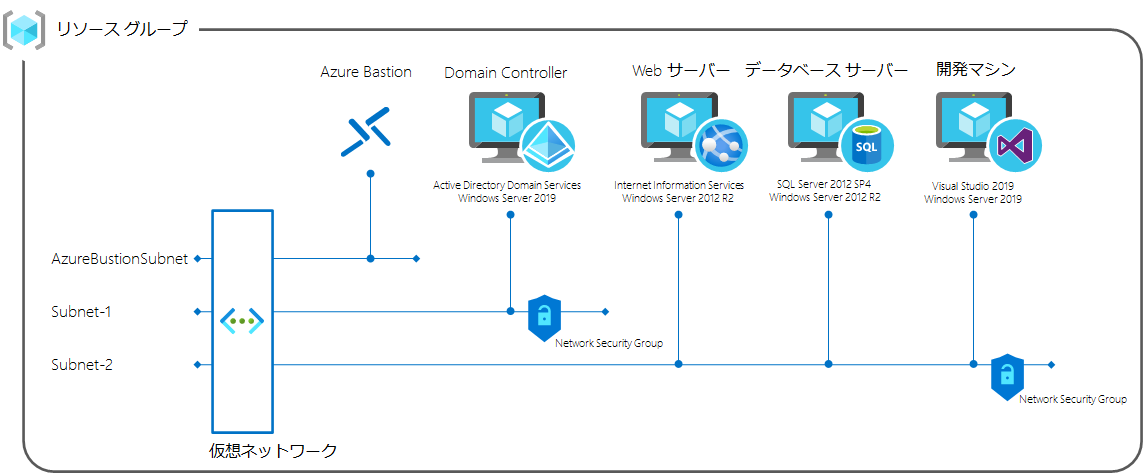 リソース グループ
Azure Bastion
Domain Controller
Web サーバー
データベース サーバー
開発マシン
SQL
Active Directory Domain Services
Windows Server 2019
Internet Information Services
Windows Server 2012 R2
SQL Server 2012 SP4
Windows Server 2012 R2
Visual Studio 2019
Windows Server 2019
AzureBustionSubnet
Subnet-1
Network Security Group
Subnet-2
Network Security Group
仮想ネットワーク